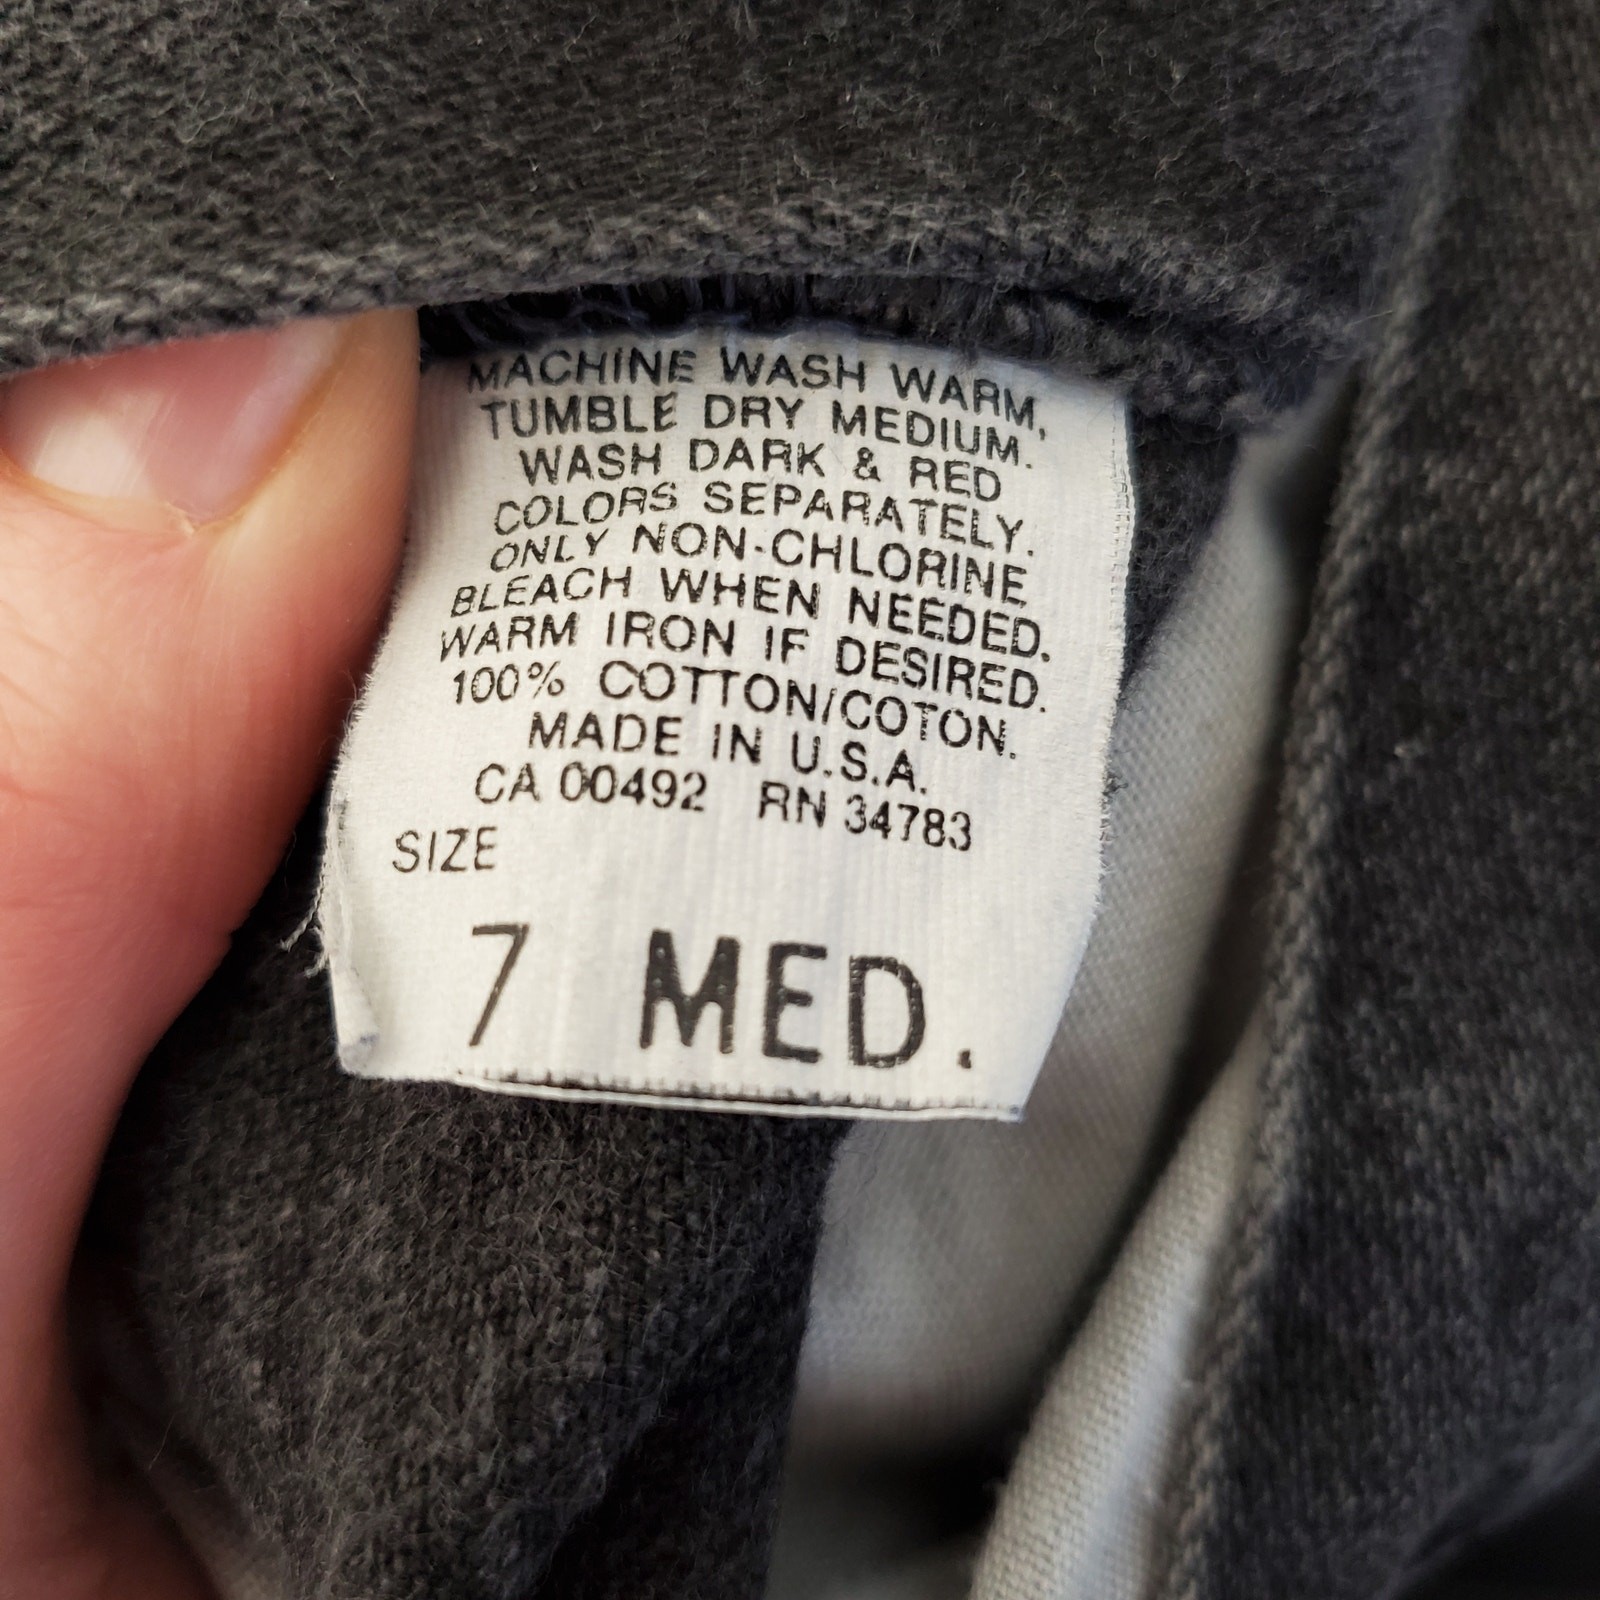 MACHINE WASH WARM,
TUMBLE DRY MEDIUM.
WASH DARK & RED
COLORS SEPARATELY.
ONLY NON-CHLORINE
BLEACH WHEN NEEDED.
WARM IRON IF DESIRED.
100% COTTON/COTON.
MADE IN U.S.A.
CA 00492 RN 34783
SIZE
7 MED.